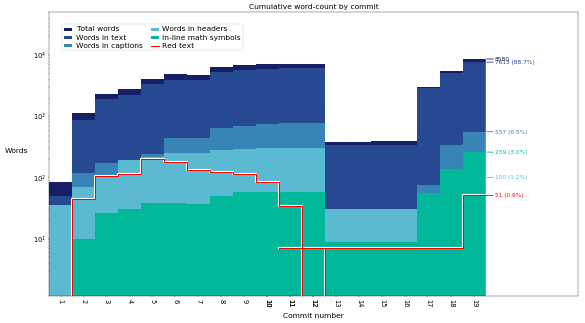 Cumulative word-count by commit
Total words
Words in text
Words in captions
Words in headers
In-line math symbols
Red text
Words
10⁴
10³
10²
10¹
7613 (88.7%)
557 (6.5%)
259 (3.0%)
100 (1.2%)
51 (0.6%)
1 2 3 4 5 6 7 8 9 10 11 12 13 14 15 16 17 18 19
Commit number